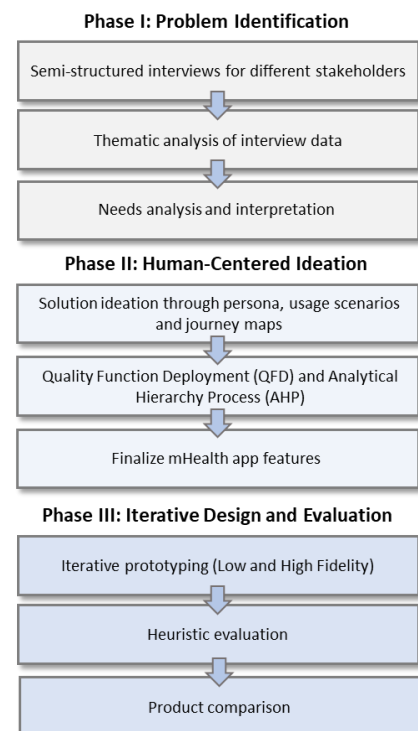 Phase I: Problem Identification
Semi-structured interviews for different stakeholders
Thematic analysis of interview data
Needs analysis and interpretation
Phase II: Human-Centered Ideation
Solution ideation through persona, usage scenarios
and journey maps
Quality Function Deployment (QFD) and Analytical
Hierarchy Process (AHP)
Finalize mHealth app features
Phase III: Iterative Design and Evaluation
Iterative prototyping (Low and High Fidelity)
Heuristic evaluation
Product comparison